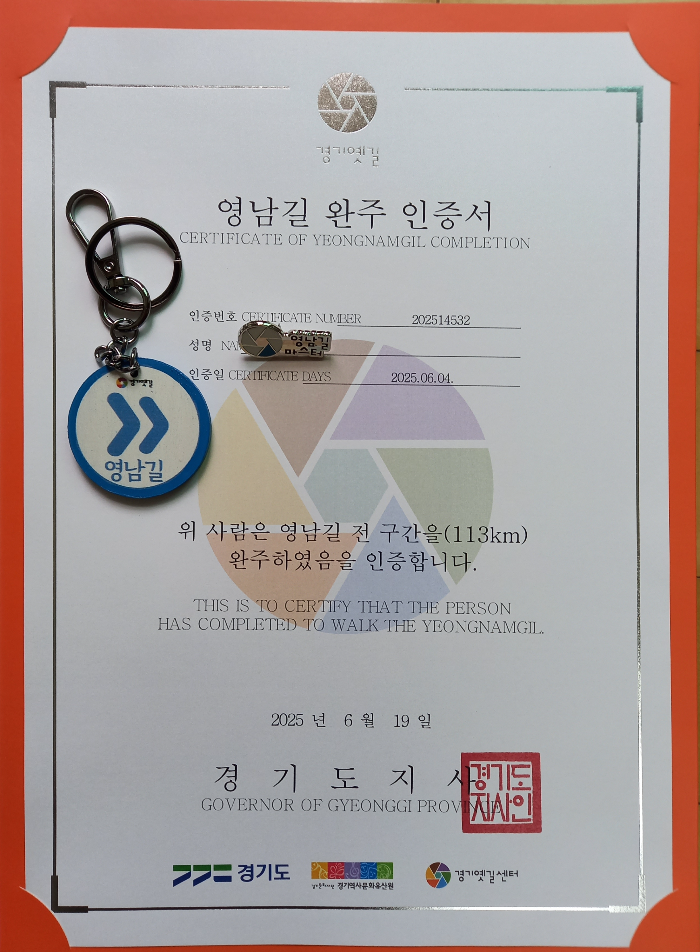 경기옛길
영남길 완주 인증서
CERTIFICATE OF YEONGNAMGIL COMPLETION
인증번호 CERTIFICATE NUMBER 202514532
성명
영남길
마스터
인증일 CERTIFICATE DAYS 2025.06.04.
경기옛길
영남길
위 사람은 영남길 전 구간을(113km)
완주하였음을 인증합니다.
THIS IS TO CERTIFY THAT THE PERSON
HAS COMPLETED TO WALK THE YEONGNAMGIL.
2025 년 6 월 19 일
경 기 도 지 사
GOVERNOR OF GYEONGGI PROVINCE
경기도
지사인
경기도
경기역사문화유산원
경기옛길센터